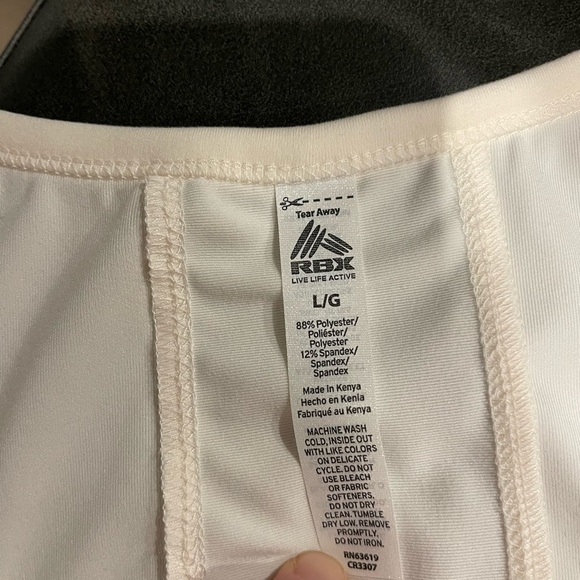 Tear Away
RBX
LIVE LIFE ACTIVE
L/G
88% Polyester/
Poliéster/
Polyester
12% Spandex/
Spandex/
Spandex
Made in Kenya
Hecho en Kenia
Fabriqué au Kenya
MACHINE WASH
COLD, INSIDE OUT
WITH LIKE COLORS
ON DELICATE
CYCLE. DO NOT
USE BLEACH
OR FABRIC
SOFTENERS.
DO NOT DRY
CLEAN. TUMBLE
DRY LOW. REMOVE
PROMPTLY.
DO NOT IRON.
RN63619
CR3307